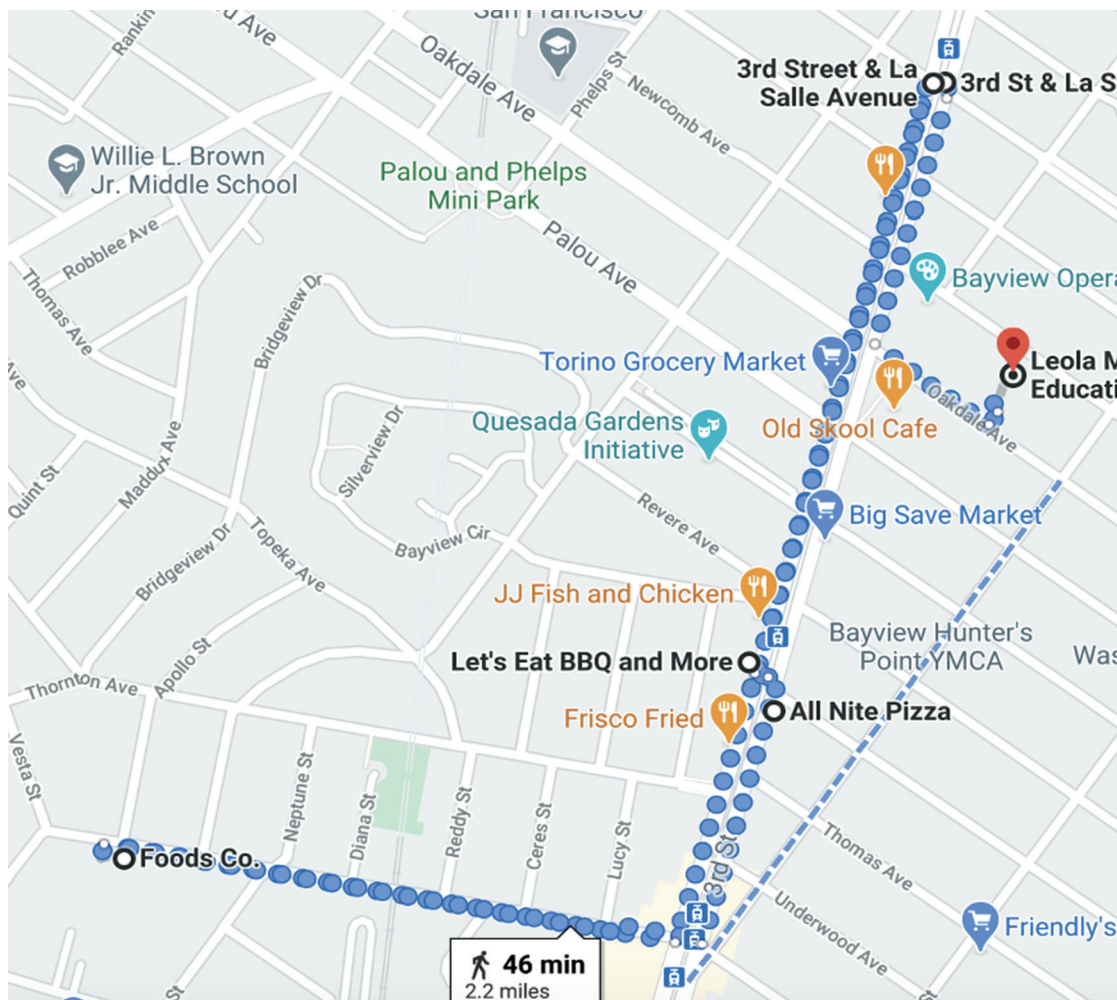 San Francisco
Rankin
Oakdale Ave
Phelps St
Newcomb Ave
3rd Street & La
Salle Avenue
3rd St & La S
Willie L. Brown
Jr. Middle School
Palou and Phelps
Mini Park
Robblee Ave
Thomas Ave
Palou Ave
Bayview Opera
Bridgeview Dr
Torino Grocery Market
Leola M
Educati
Ave
Oakdale Ave
Old Skool Cafe
Quesada Gardens
Initiative
Silverview Dr
Maddux Ave
Quint St
Revere Ave
Big Save Market
Bayview Cir
Topeka Ave
Bridgeview Dr
JJ Fish and Chicken
Bayview Hunter's
Point YMCA
Was
Let's Eat BBQ and More
Apollo St
Thornton Ave
All Nite Pizza
Frisco Fried
Vesta St
Neptune St
Diana St
Reddy St
Ceres St
Lucy St
3rd St
Thomas Ave
Foods Co.
Underwood Ave
Friendly's
46 min
2.2 miles
St